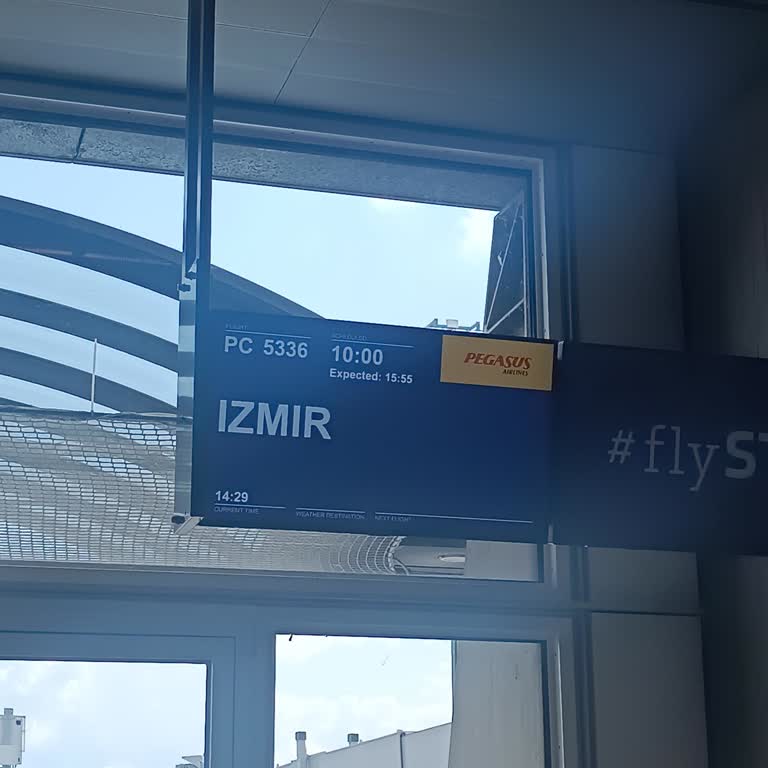 FLIGHT
SCHEDULED
PC 5336
10:00
Expected: 15:55
PEGASUS
AIRLINES
IZMIR
#flyST
14:29
CURRENT TIME
WEATHER DESTINATION
NEXT FLIGHT